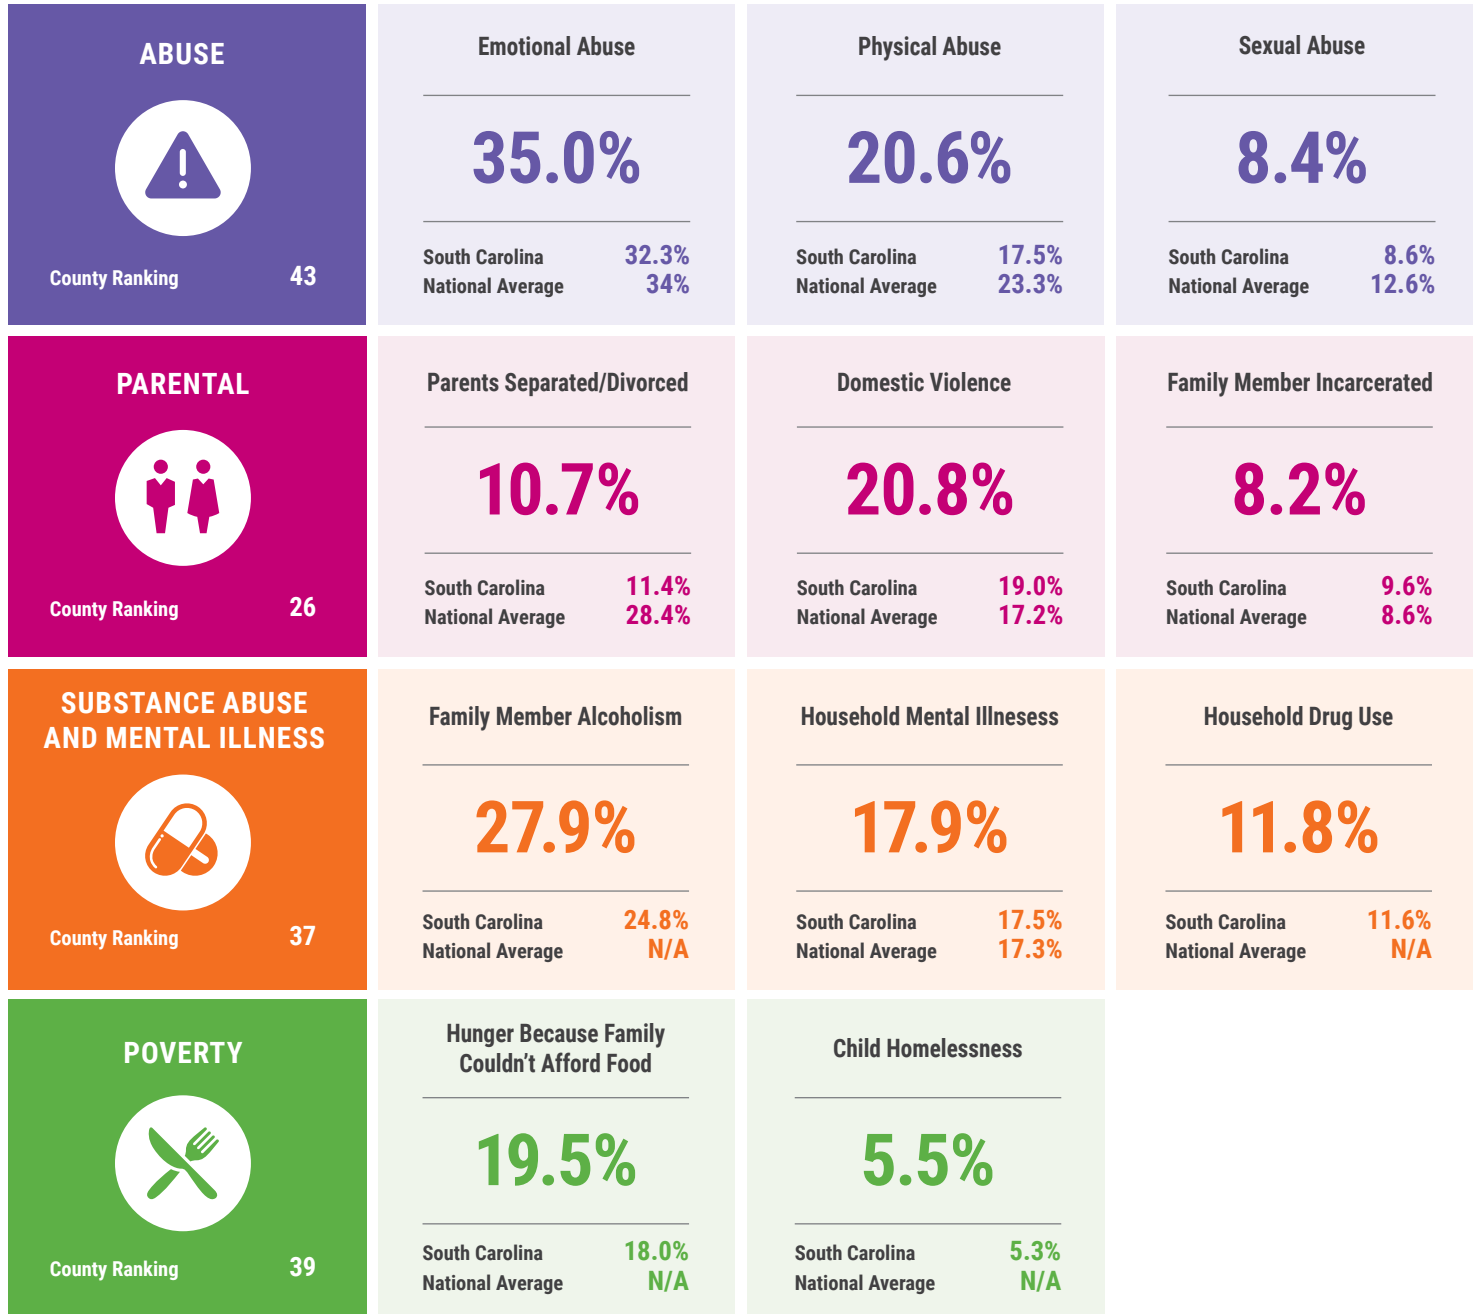 ABUSE
County Ranking 43
Emotional Abuse
35.0%
South Carolina 32.3%
National Average 34%
Physical Abuse
20.6%
South Carolina 17.5%
National Average 23.3%
Sexual Abuse
8.4%
South Carolina 8.6%
National Average 12.6%
PARENTAL
County Ranking 26
Parents Separated/Divorced
10.7%
South Carolina 11.4%
National Average 28.4%
Domestic Violence
20.8%
South Carolina 19.0%
National Average 17.2%
Family Member Incarcerated
8.2%
South Carolina 9.6%
National Average 8.6%
SUBSTANCE ABUSE
AND MENTAL ILLNESS
County Ranking 37
Family Member Alcoholism
27.9%
South Carolina 24.8%
National Average N/A
Household Mental Illnesess
17.9%
South Carolina 17.5%
National Average 17.3%
Household Drug Use
11.8%
South Carolina 11.6%
National Average N/A
POVERTY
County Ranking 39
Hunger Because Family
Couldn’t Afford Food
19.5%
South Carolina 18.0%
National Average N/A
Child Homelessness
5.5%
South Carolina 5.3%
National Average N/A